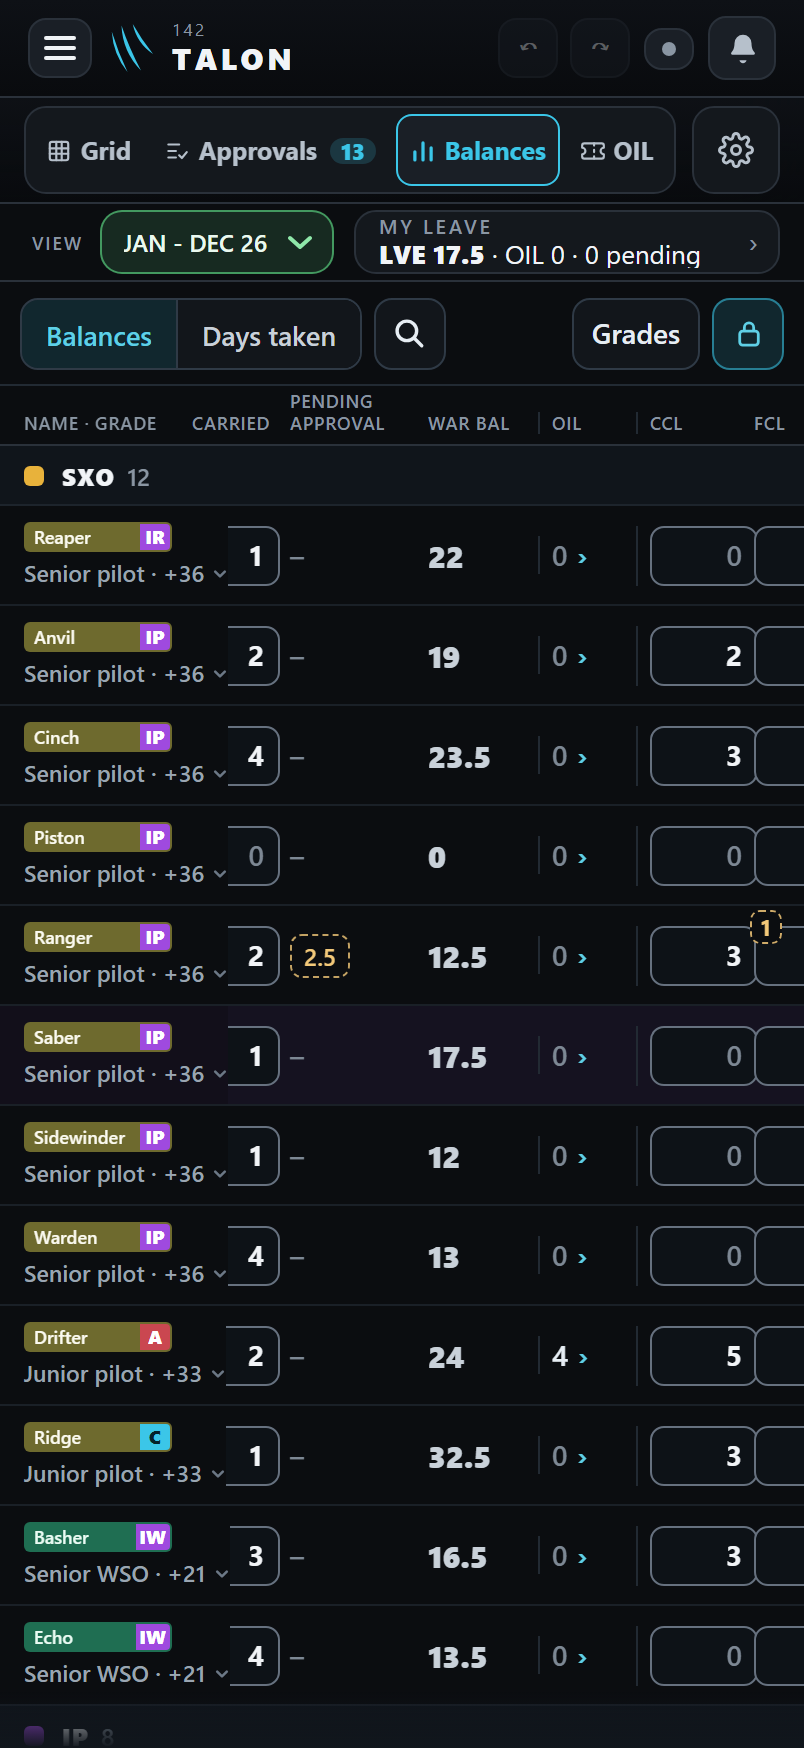 142
TALON
Grid
Approvals 13
Balances
OIL
VIEW
JAN - DEC 26
MY LEAVE
LVE 17.5 · OIL 0 · 0 pending ›
Balances
Days taken
Grades
NAME · GRADE CARRIED PENDING APPROVAL WAR BAL OIL CCL FCL
SXO 12
Reaper IR
Senior pilot · +36
1 – 22 0 › 0
Anvil IP
Senior pilot · +36
2 – 19 0 › 2
Cinch IP
Senior pilot · +36
4 – 23.5 0 › 3
Piston IP
Senior pilot · +36
0 – 0 0 › 0
Ranger IP
Senior pilot · +36
2 2.5 12.5 0 › 3 1
Saber IP
Senior pilot · +36
1 – 17.5 0 › 0
Sidewinder IP
Senior pilot · +36
1 – 12 0 › 0
Warden IP
Senior pilot · +36
4 – 13 0 › 0
Drifter A
Junior pilot · +33
2 – 24 4 › 5
Ridge C
Junior pilot · +33
1 – 32.5 0 › 3
Basher IW
Senior WSO · +21
3 – 16.5 0 › 3
Echo IW
Senior WSO · +21
4 – 13.5 0 › 0
IP 8